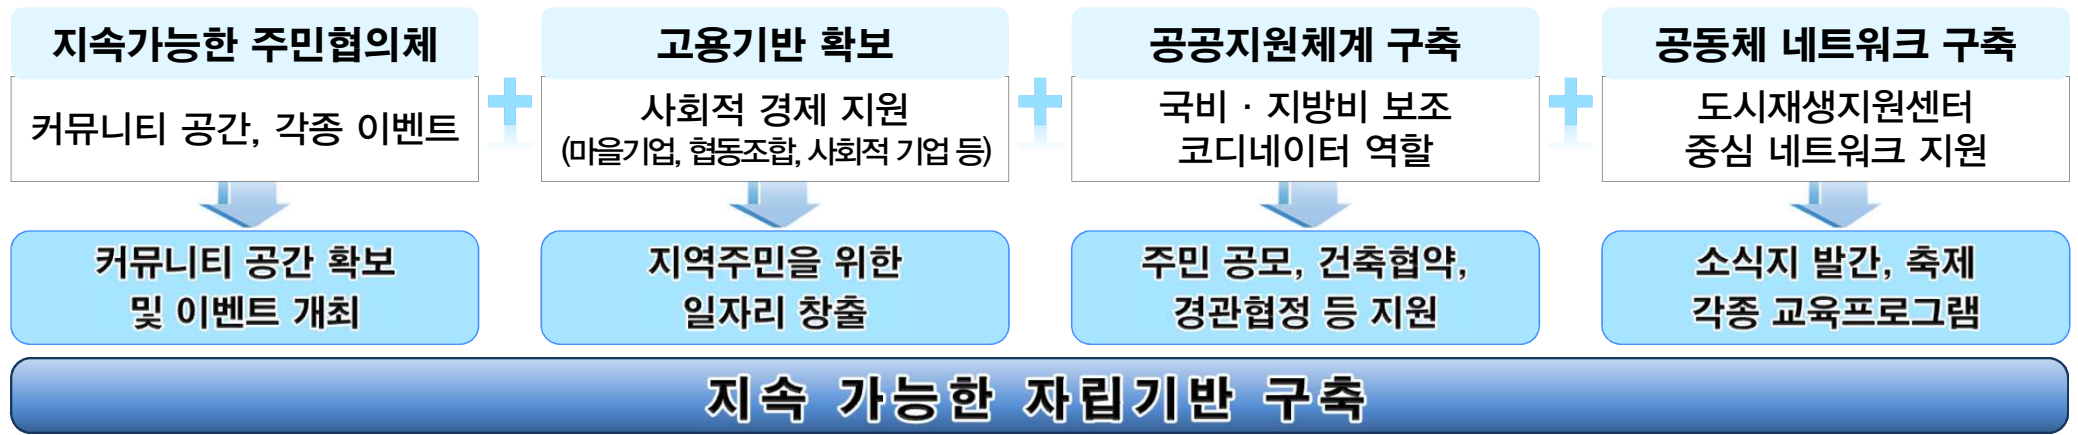 지속가능한 주민협의체
커뮤니티 공간, 각종 이벤트
커뮤니티 공간 확보
및 이벤트 개최
고용기반 확보
사회적 경제 지원
(마을기업, 협동조합, 사회적 기업 등)
지역주민을 위한
일자리 창출
공공지원체계 구축
국비 · 지방비 보조
코디네이터 역할
주민 공모, 건축협약,
경관협정 등 지원
공동체 네트워크 구축
도시재생지원센터
중심 네트워크 지원
소식지 발간, 축제
각종 교육프로그램
지속 가능한 자립기반 구축